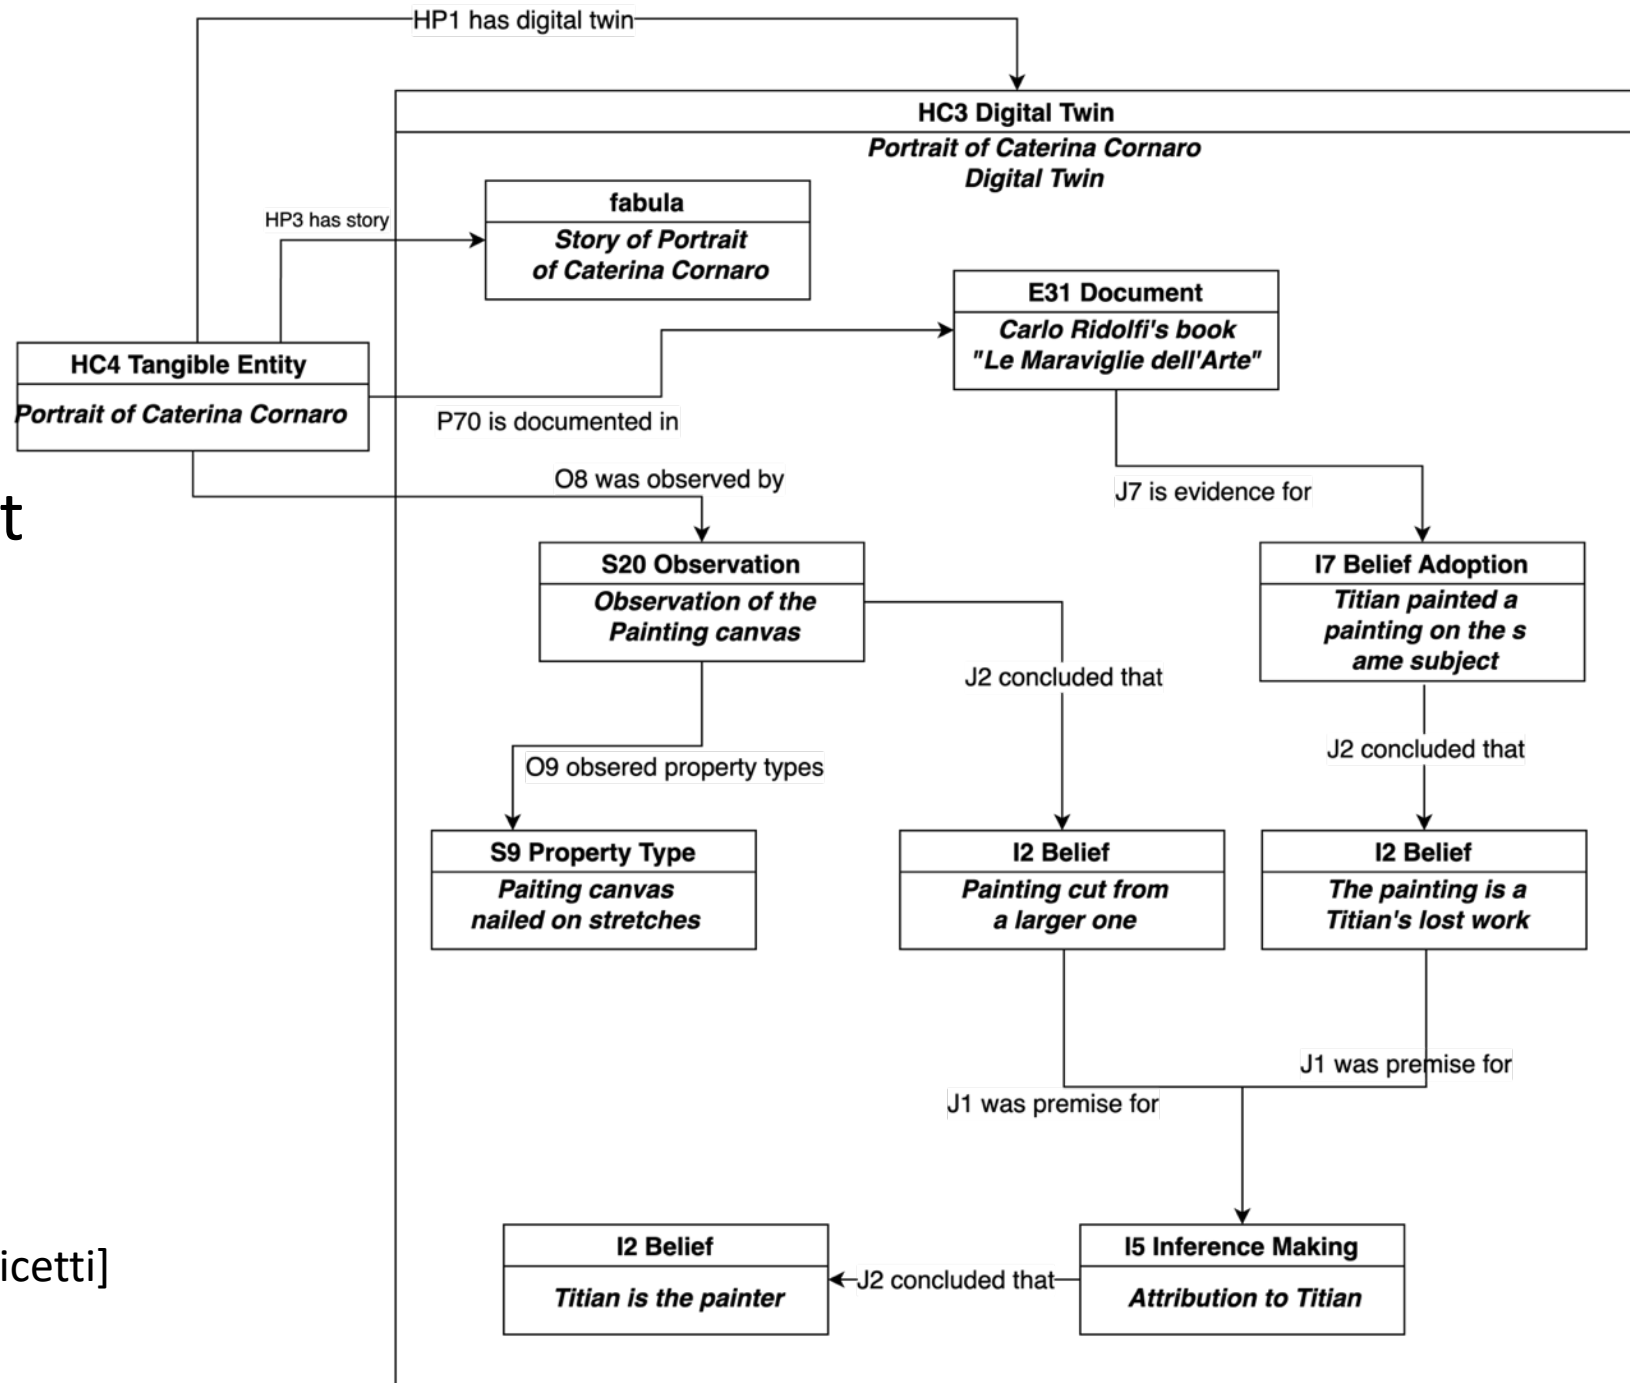 HP1 has digital twin
HC3 Digital Twin
Portrait of Caterina Cornaro
Digital Twin
fabula
Story of Portrait
of Caterina Cornaro
HP3 has story
E31 Document
Carlo Ridolfi's book
"Le Maraviglie dell'Arte"
HC4 Tangible Entity
Portrait of Caterina Cornaro
P70 is documented in
O8 was observed by
J7 is evidence for
t
S20 Observation
Observation of the
Painting canvas
I7 Belief Adoption
Titian painted a
painting on the s
ame subject
J2 concluded that
J2 concluded that
O9 obsered property types
S9 Property Type
Paiting canvas
nailed on stretches
I2 Belief
Painting cut from
a larger one
I2 Belief
The painting is a
Titian's lost work
J1 was premise for
J1 was premise for
icetti]
I2 Belief
Titian is the painter
J2 concluded that
I5 Inference Making
Attribution to Titian